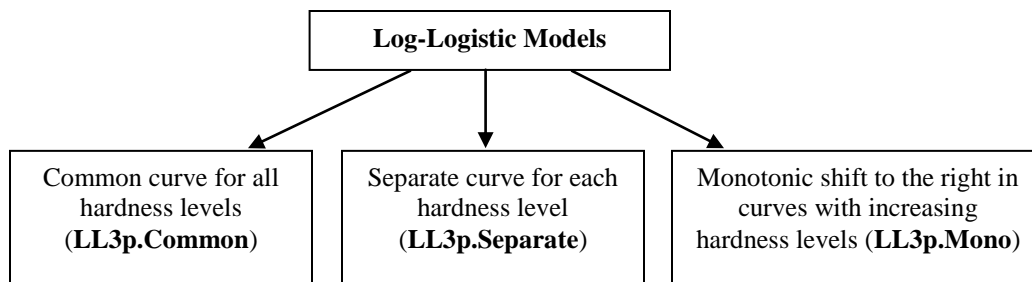 Log-Logistic Models
Common curve for all
hardness levels
(LL3p.Common)
Separate curve for each
hardness level
(LL3p.Separate)
Monotonic shift to the right in
curves with increasing
hardness levels (LL3p.Mono)